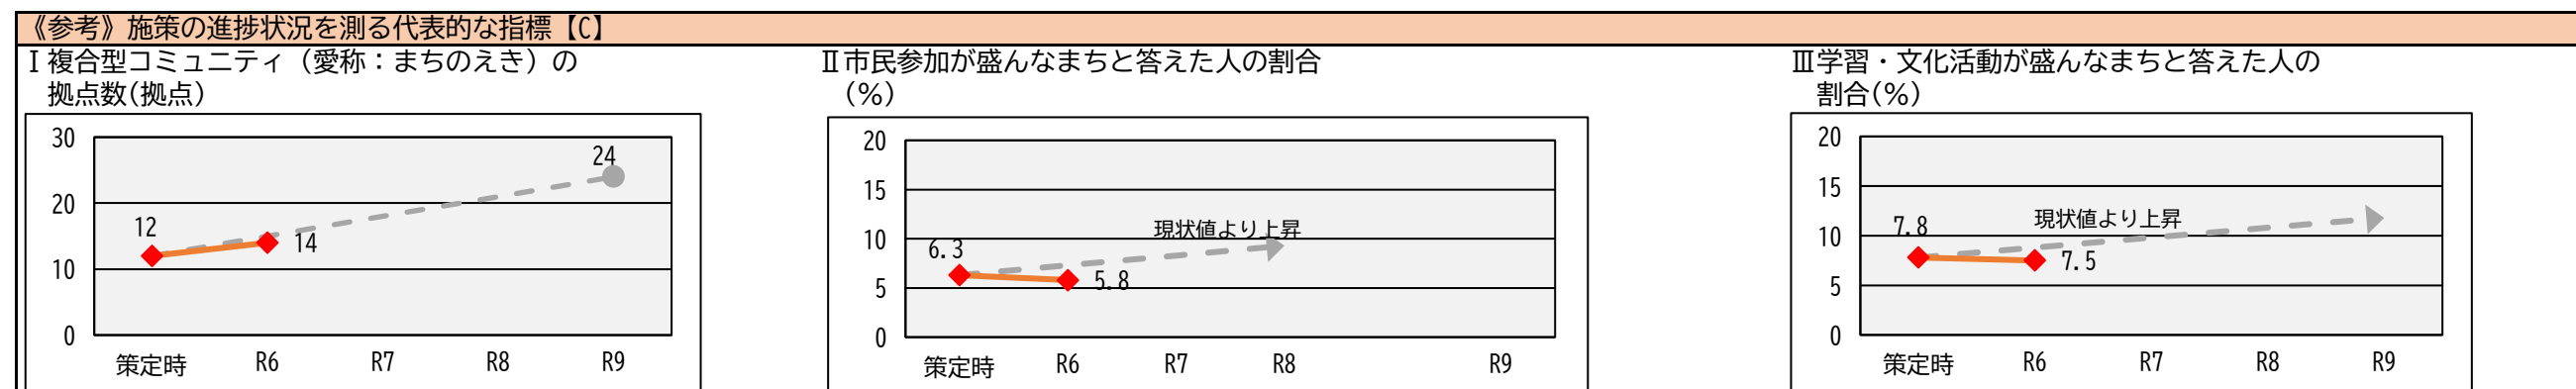 《参考》施策の進捗状況を測る代表的な指標【C】
Ⅰ複合型コミュニティ（愛称：まちのえき）の
拠点数(拠点)
30
20
10
0
12
14
24
策定時 R6 R7 R8 R9
Ⅱ市民参加が盛んなまちと答えた人の割合
(%)
20
15
10
5
0
6.3
5.8
現状値より上昇
策定時 R6 R7 R8 R9
Ⅲ学習・文化活動が盛んなまちと答えた人の
割合(%)
20
15
10
5
0
7.8
7.5
現状値より上昇
策定時 R6 R7 R8 R9